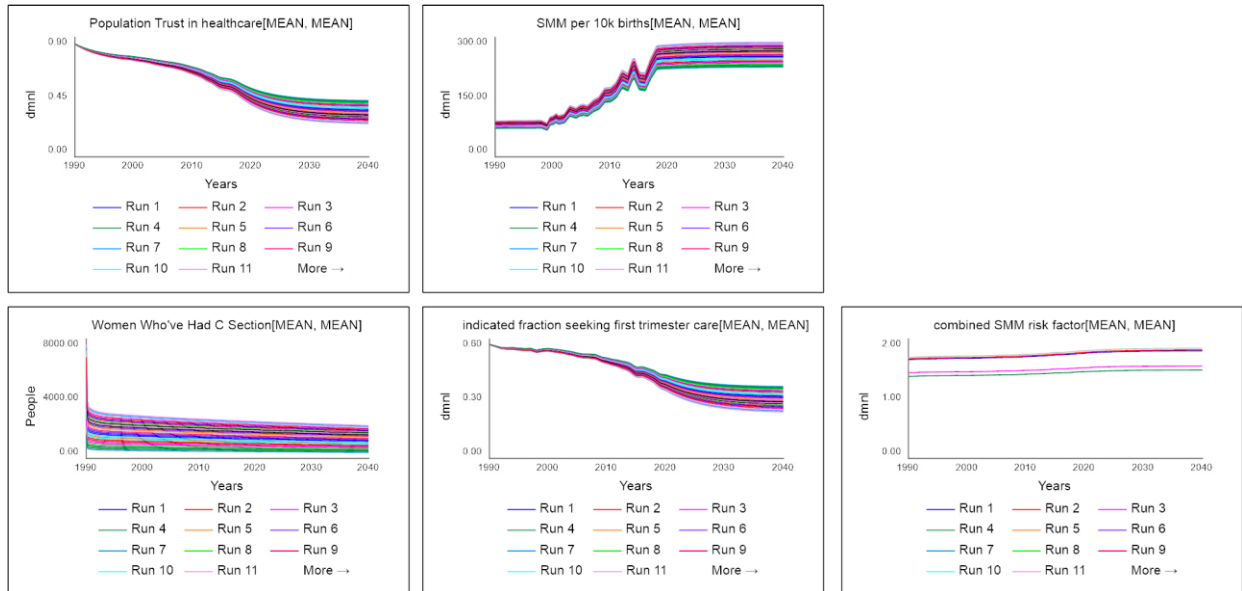 Population Trust in healthcare[MEAN, MEAN]
0.90
0.45
0.00
dmnl
1990 2000 2010 2020 2030 2040
Years
Run 1 Run 2 Run 3
Run 4 Run 5 Run 6
Run 7 Run 8 Run 9
Run 10 Run 11 More →
SMM per 10k births[MEAN, MEAN]
300.00
150.00
0.00
dmnl
1990 2000 2010 2020 2030 2040
Years
Run 1 Run 2 Run 3
Run 4 Run 5 Run 6
Run 7 Run 8 Run 9
Run 10 Run 11 More →
Women Who've Had C Section[MEAN, MEAN]
8000.00
4000.00
0.00
People
1990 2000 2010 2020 2030 2040
Years
Run 1 Run 2 Run 3
Run 4 Run 5 Run 6
Run 7 Run 8 Run 9
Run 10 Run 11 More →
indicated fraction seeking first trimester care[MEAN, MEAN]
0.60
0.30
0.00
dmnl
1990 2000 2010 2020 2030 2040
Years
Run 1 Run 2 Run 3
Run 4 Run 5 Run 6
Run 7 Run 8 Run 9
Run 10 Run 11 More →
combined SMM risk factor[MEAN, MEAN]
2.00
1.00
0.00
dmnl
1990 2000 2010 2020 2030 2040
Years
Run 1 Run 2 Run 3
Run 4 Run 5 Run 6
Run 7 Run 8 Run 9
Run 10 Run 11 More →